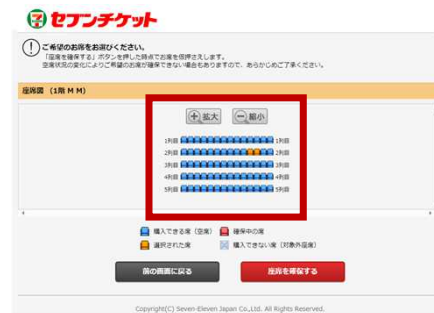 セブンチケット
ご希望のお席をお選びください。
「座席を確保する」ボタンを押した時点でお席を仮押さえします。
空席状況の変化によりご希望のお席が確保できない場合もありますので、あらかじめご了承ください。
座席図 (1階 M M)
拡大 縮小
1列目 1列目
2列目 2列目
3列目 3列目
4列目 4列目
5列目 5列目
購入できる席(空席) 確保中の席
選択された席 購入できない席(対象外座席)
前の画面に戻る 座席を確保する
Copyright(C) Seven-Eleven Japan Co.,Ltd. All Rights Reserved.